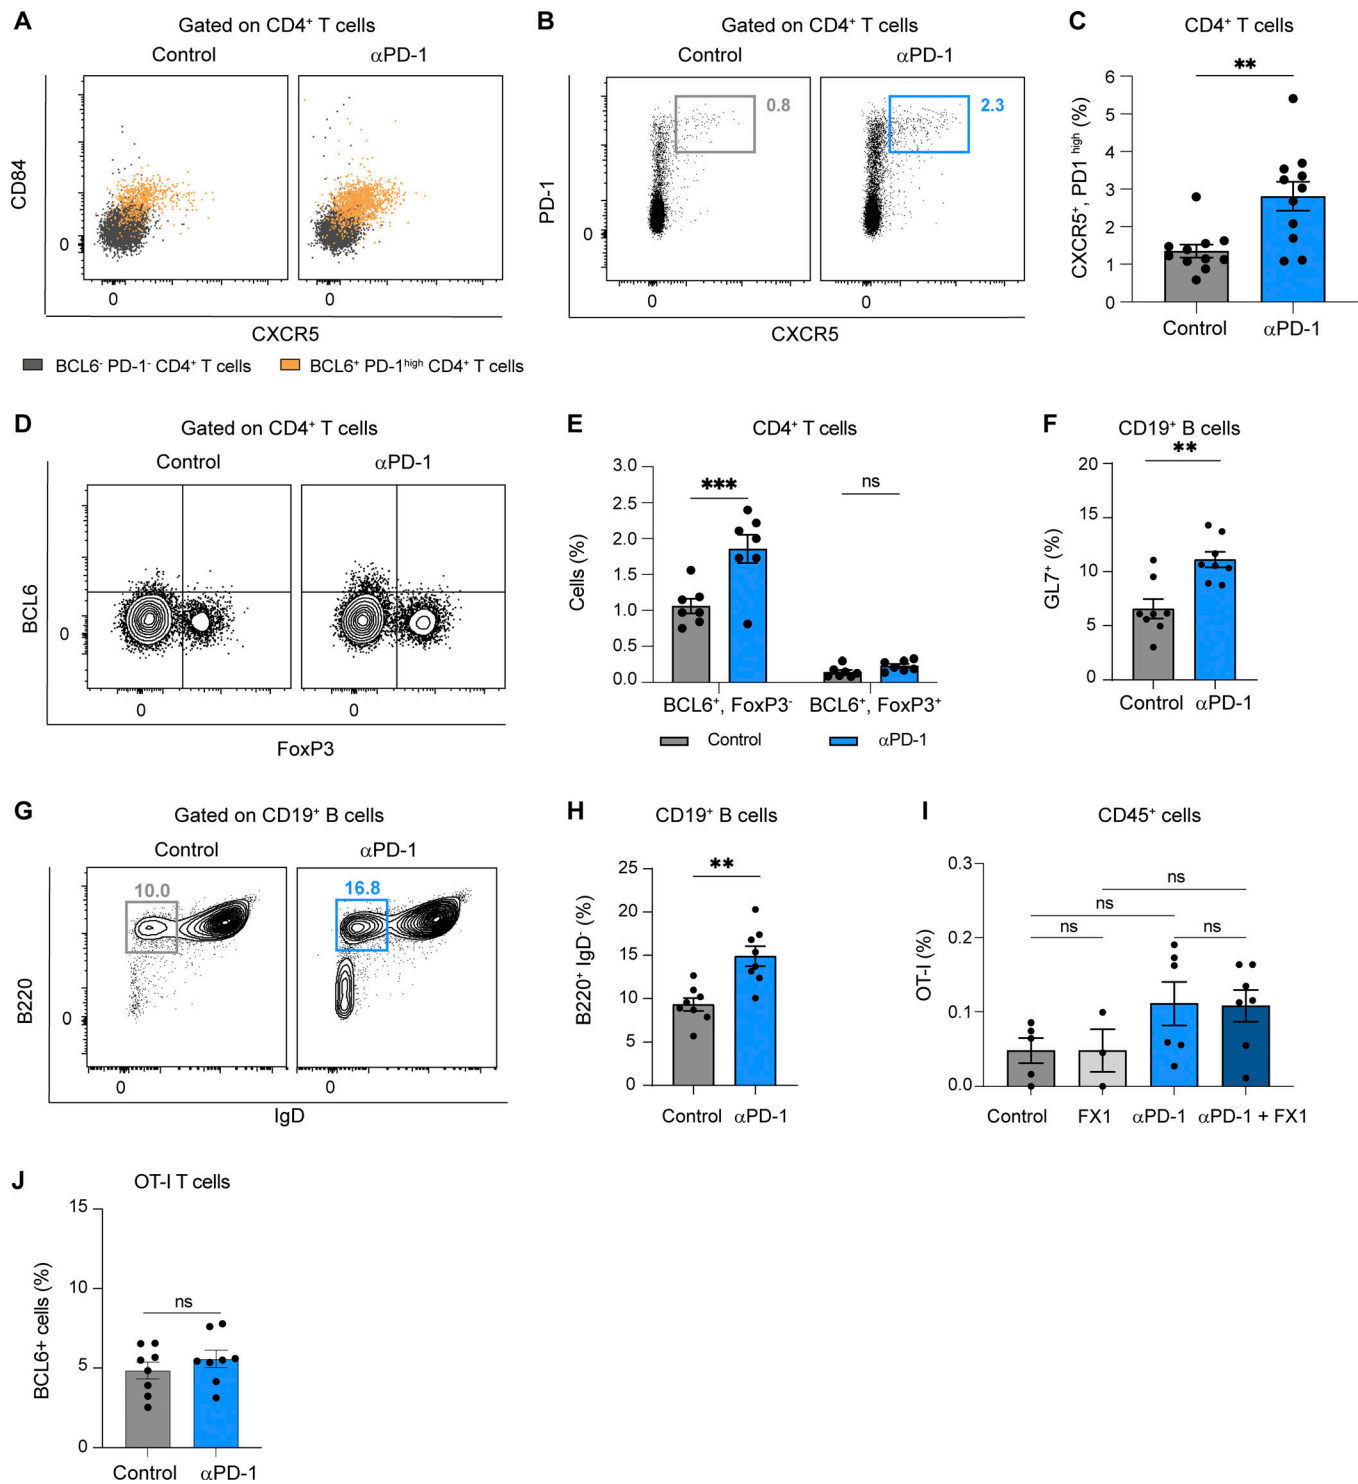 A
Gated on CD4⁺ T cells
Control
αPD-1
CD84
0
0
0
CXCR5
BCL6⁻ PD-1⁻ CD4⁺ T cells
BCL6⁺ PD-1ʰⁱᵍʰ CD4⁺ T cells
B
Gated on CD4⁺ T cells
Control
αPD-1
0.8
2.3
PD-1
0
0
0
CXCR5
C
CD4⁺ T cells
**
CXCR5⁺, PD1 ʰⁱᵍʰ (%)
6
5
4
3
2
1
0
Control
αPD-1
D
Gated on CD4⁺ T cells
Control
αPD-1
BCL6
0
0
0
FoxP3
E
CD4⁺ T cells
***
ns
Cells (%)
3.0
2.5
2.0
1.5
1.0
0.5
0.0
BCL6⁺, FoxP3⁻
BCL6⁺, FoxP3⁺
Control
αPD-1
F
CD19⁺ B cells
**
GL7⁺ (%)
20
15
10
5
0
Control
αPD-1
G
Gated on CD19⁺ B cells
Control
αPD-1
10.0
16.8
B220
0
0
0
IgD
H
CD19⁺ B cells
**
B220⁺ IgD⁻ (%)
25
20
15
10
5
0
Control
αPD-1
I
CD45⁺ cells
ns
ns
ns
ns
OT-I (%)
0.3
0.2
0.1
0.0
Control
FX1
αPD-1
αPD-1 + FX1
J
OT-I T cells
ns
BCL6+ cells (%)
15
10
5
0
Control
αPD-1